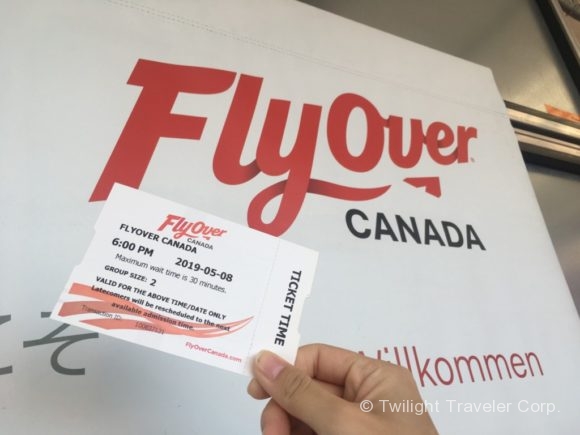 FlyOver
CANADA
FlyOver
CANADA
FLYOVER CANADA
6:00 PM 2019-05-08
Maximum wait time is 30 minutes.
GROUP SIZE: 2
VALID FOR THE ABOVE TIME/DATE ONLY
Latecomers will be rescheduled to the next
available admission time.
Transaction ID:
FlyOverCanada.com
TICKET TIME
Willkommen
© Twilight Traveler Corp.